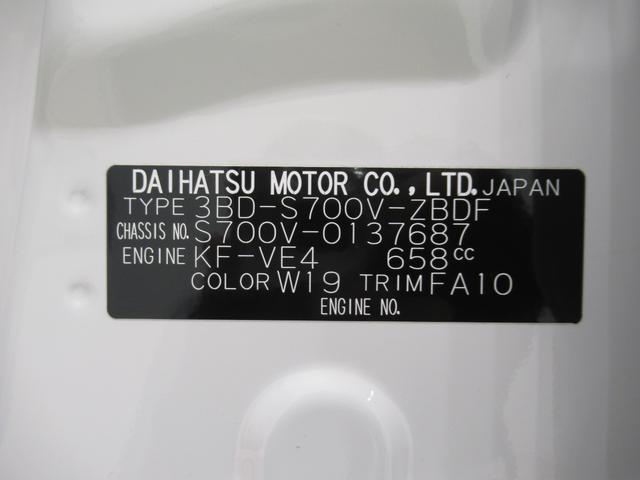 DAIHATSU MOTOR CO.,LTD. JAPAN
TYPE 3BD-S700V-ZBDF
CHASSIS NO. S700V-0137687
ENGINE KF-VE4 658cc
COLOR W19 TRIM FA10
ENGINE NO.